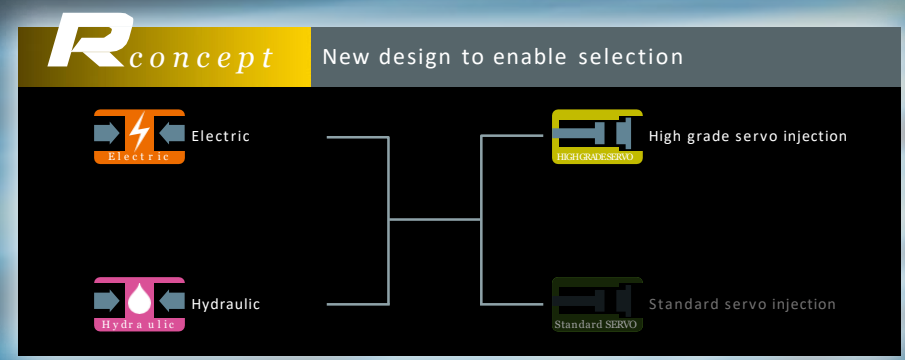 R concept
New design to enable selection
Electric
Electric
HIGH GRADE SERVO
High grade servo injection
Hydraulic
Hydraulic
Standard SERVO
Standard servo injection